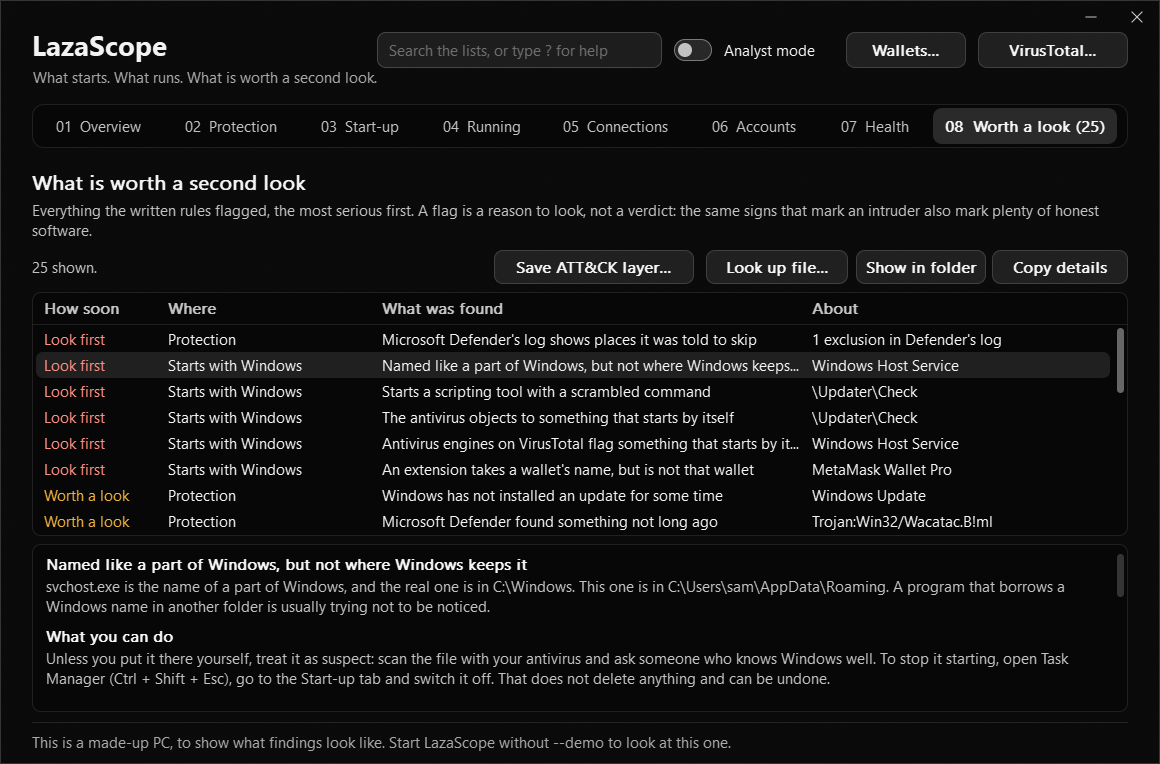 LazaScope
What starts. What runs. What is worth a second look.
Search the lists, or type ? for help
Analyst mode
Wallets...
VirusTotal...
01 Overview
02 Protection
03 Start-up
04 Running
05 Connections
06 Accounts
07 Health
08 Worth a look (25)
What is worth a second look
Everything the written rules flagged, the most serious first. A flag is a reason to look, not a verdict: the same signs that mark an intruder also mark plenty of honest
software.
25 shown.
Save ATT&CK layer...
Look up file...
Show in folder
Copy details
How soon Where What was found About
Look first Protection Microsoft Defender's log shows places it was told to skip 1 exclusion in Defender's log
Look first Starts with Windows Named like a part of Windows, but not where Windows keeps... Windows Host Service
Look first Starts with Windows Starts a scripting tool with a scrambled command \Updater\Check
Look first Starts with Windows The antivirus objects to something that starts by itself \Updater\Check
Look first Starts with Windows Antivirus engines on VirusTotal flag something that starts by it... Windows Host Service
Look first Starts with Windows An extension takes a wallet's name, but is not that wallet MetaMask Wallet Pro
Worth a look Protection Windows has not installed an update for some time Windows Update
Worth a look Protection Microsoft Defender found something not long ago Trojan:Win32/Wacatac.B!ml
Named like a part of Windows, but not where Windows keeps it
svchost.exe is the name of a part of Windows, and the real one is in C:\Windows. This one is in C:\Users\sam\AppData\Roaming. A program that borrows a
Windows name in another folder is usually trying not to be noticed.
What you can do
Unless you put it there yourself, treat it as suspect: scan the file with your antivirus and ask someone who knows Windows well. To stop it starting, open Task
Manager (Ctrl + Shift + Esc), go to the Start-up tab and switch it off. That does not delete anything and can be undone.
This is a made-up PC, to show what findings look like. Start LazaScope without --demo to look at this one.